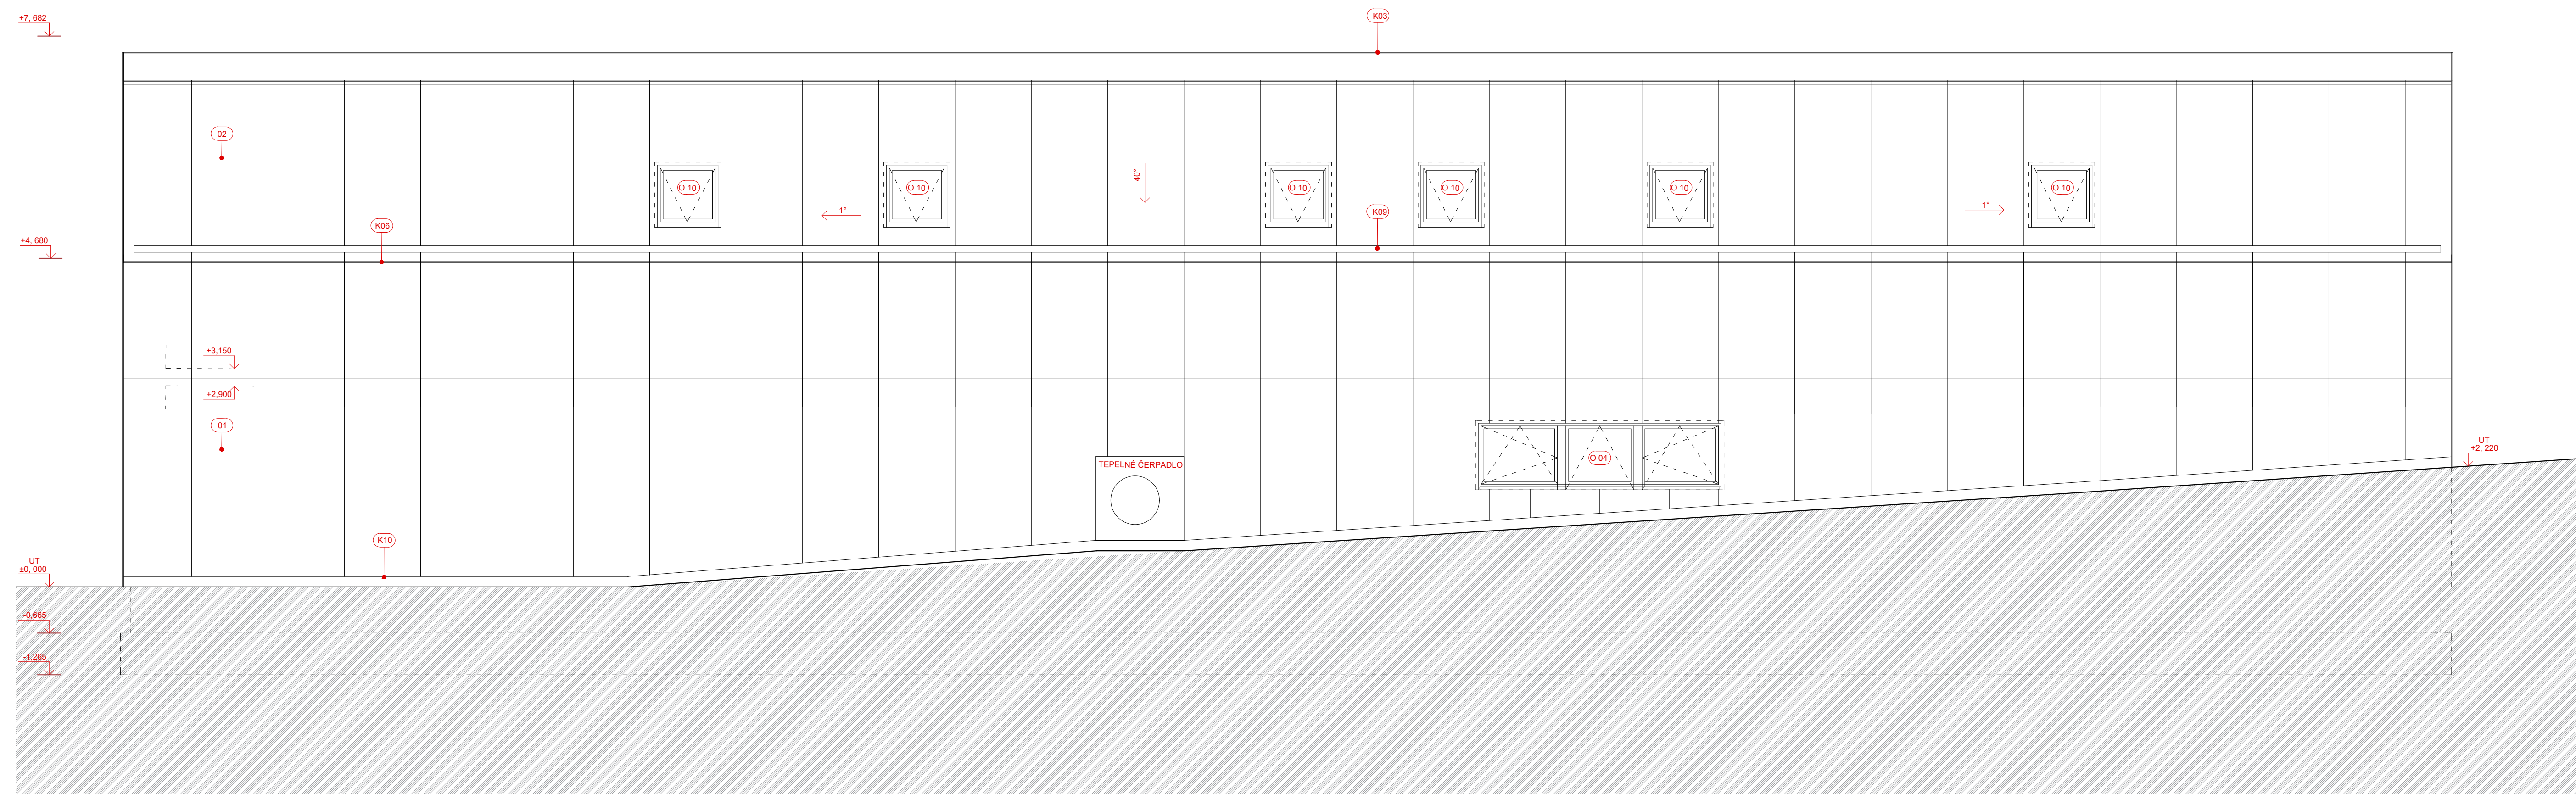 +7, 682
K03
02
O 10
O 10
O 10
O 10
O 10
O 10
40°
1°
1°
K06
K09
+4, 680
+3,150
+2,900
01
UT
+2, 220
O 04
TEPELNÉ ČERPADLO
K10
UT
±0, 000
-0,665
-1,265